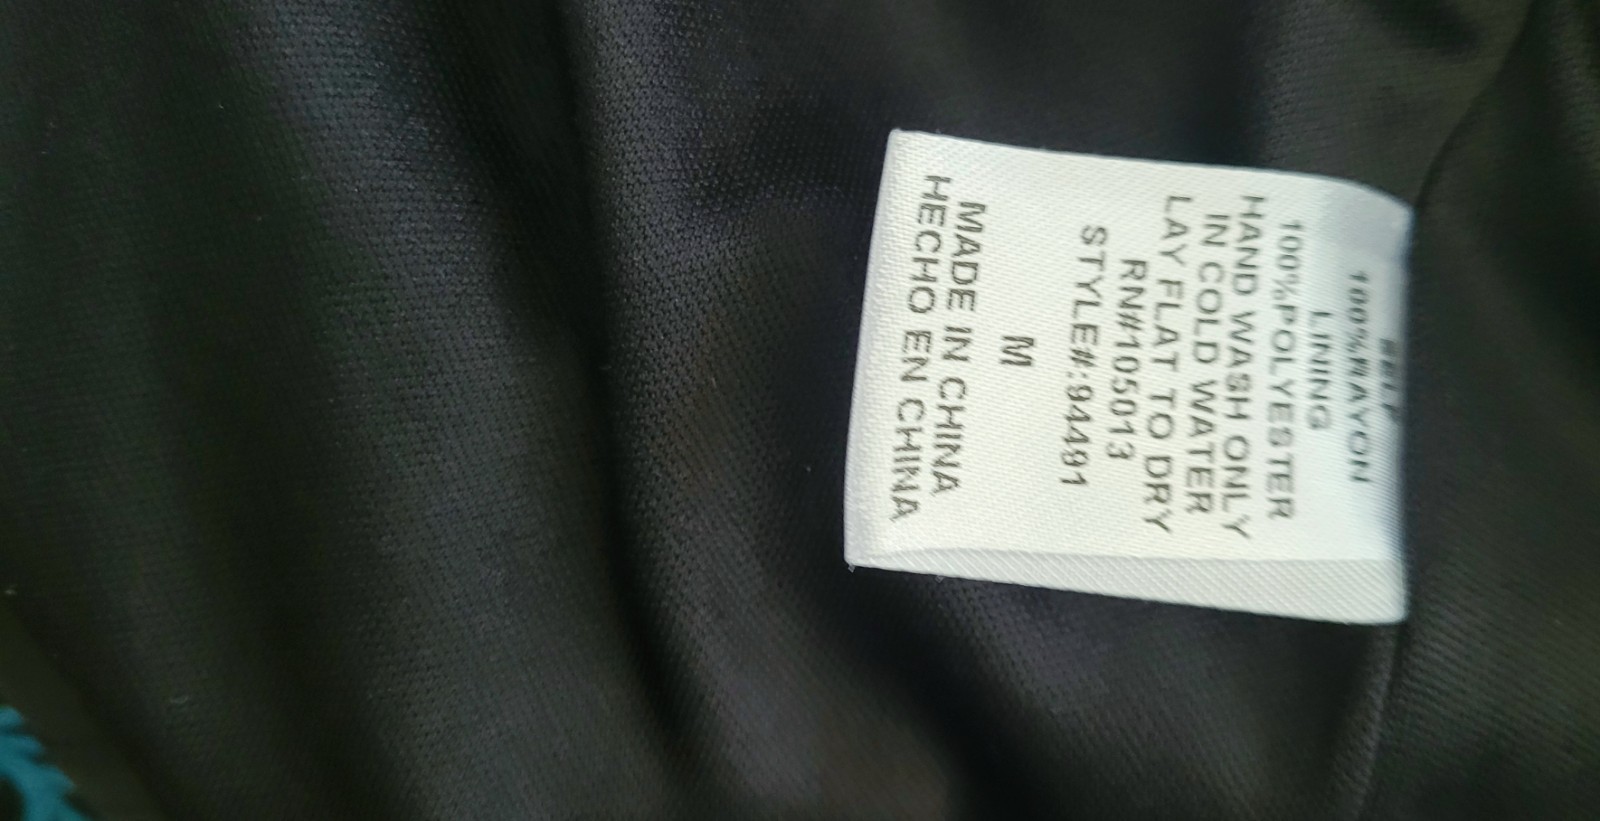 SELF
100%RAYON
LINING
100%POLYESTER
HAND WASH ONLY
IN COLD WATER
LAY FLAT TO DRY
RN#105013
STYLE#:94491
M
MADE IN CHINA
HECHO EN CHINA